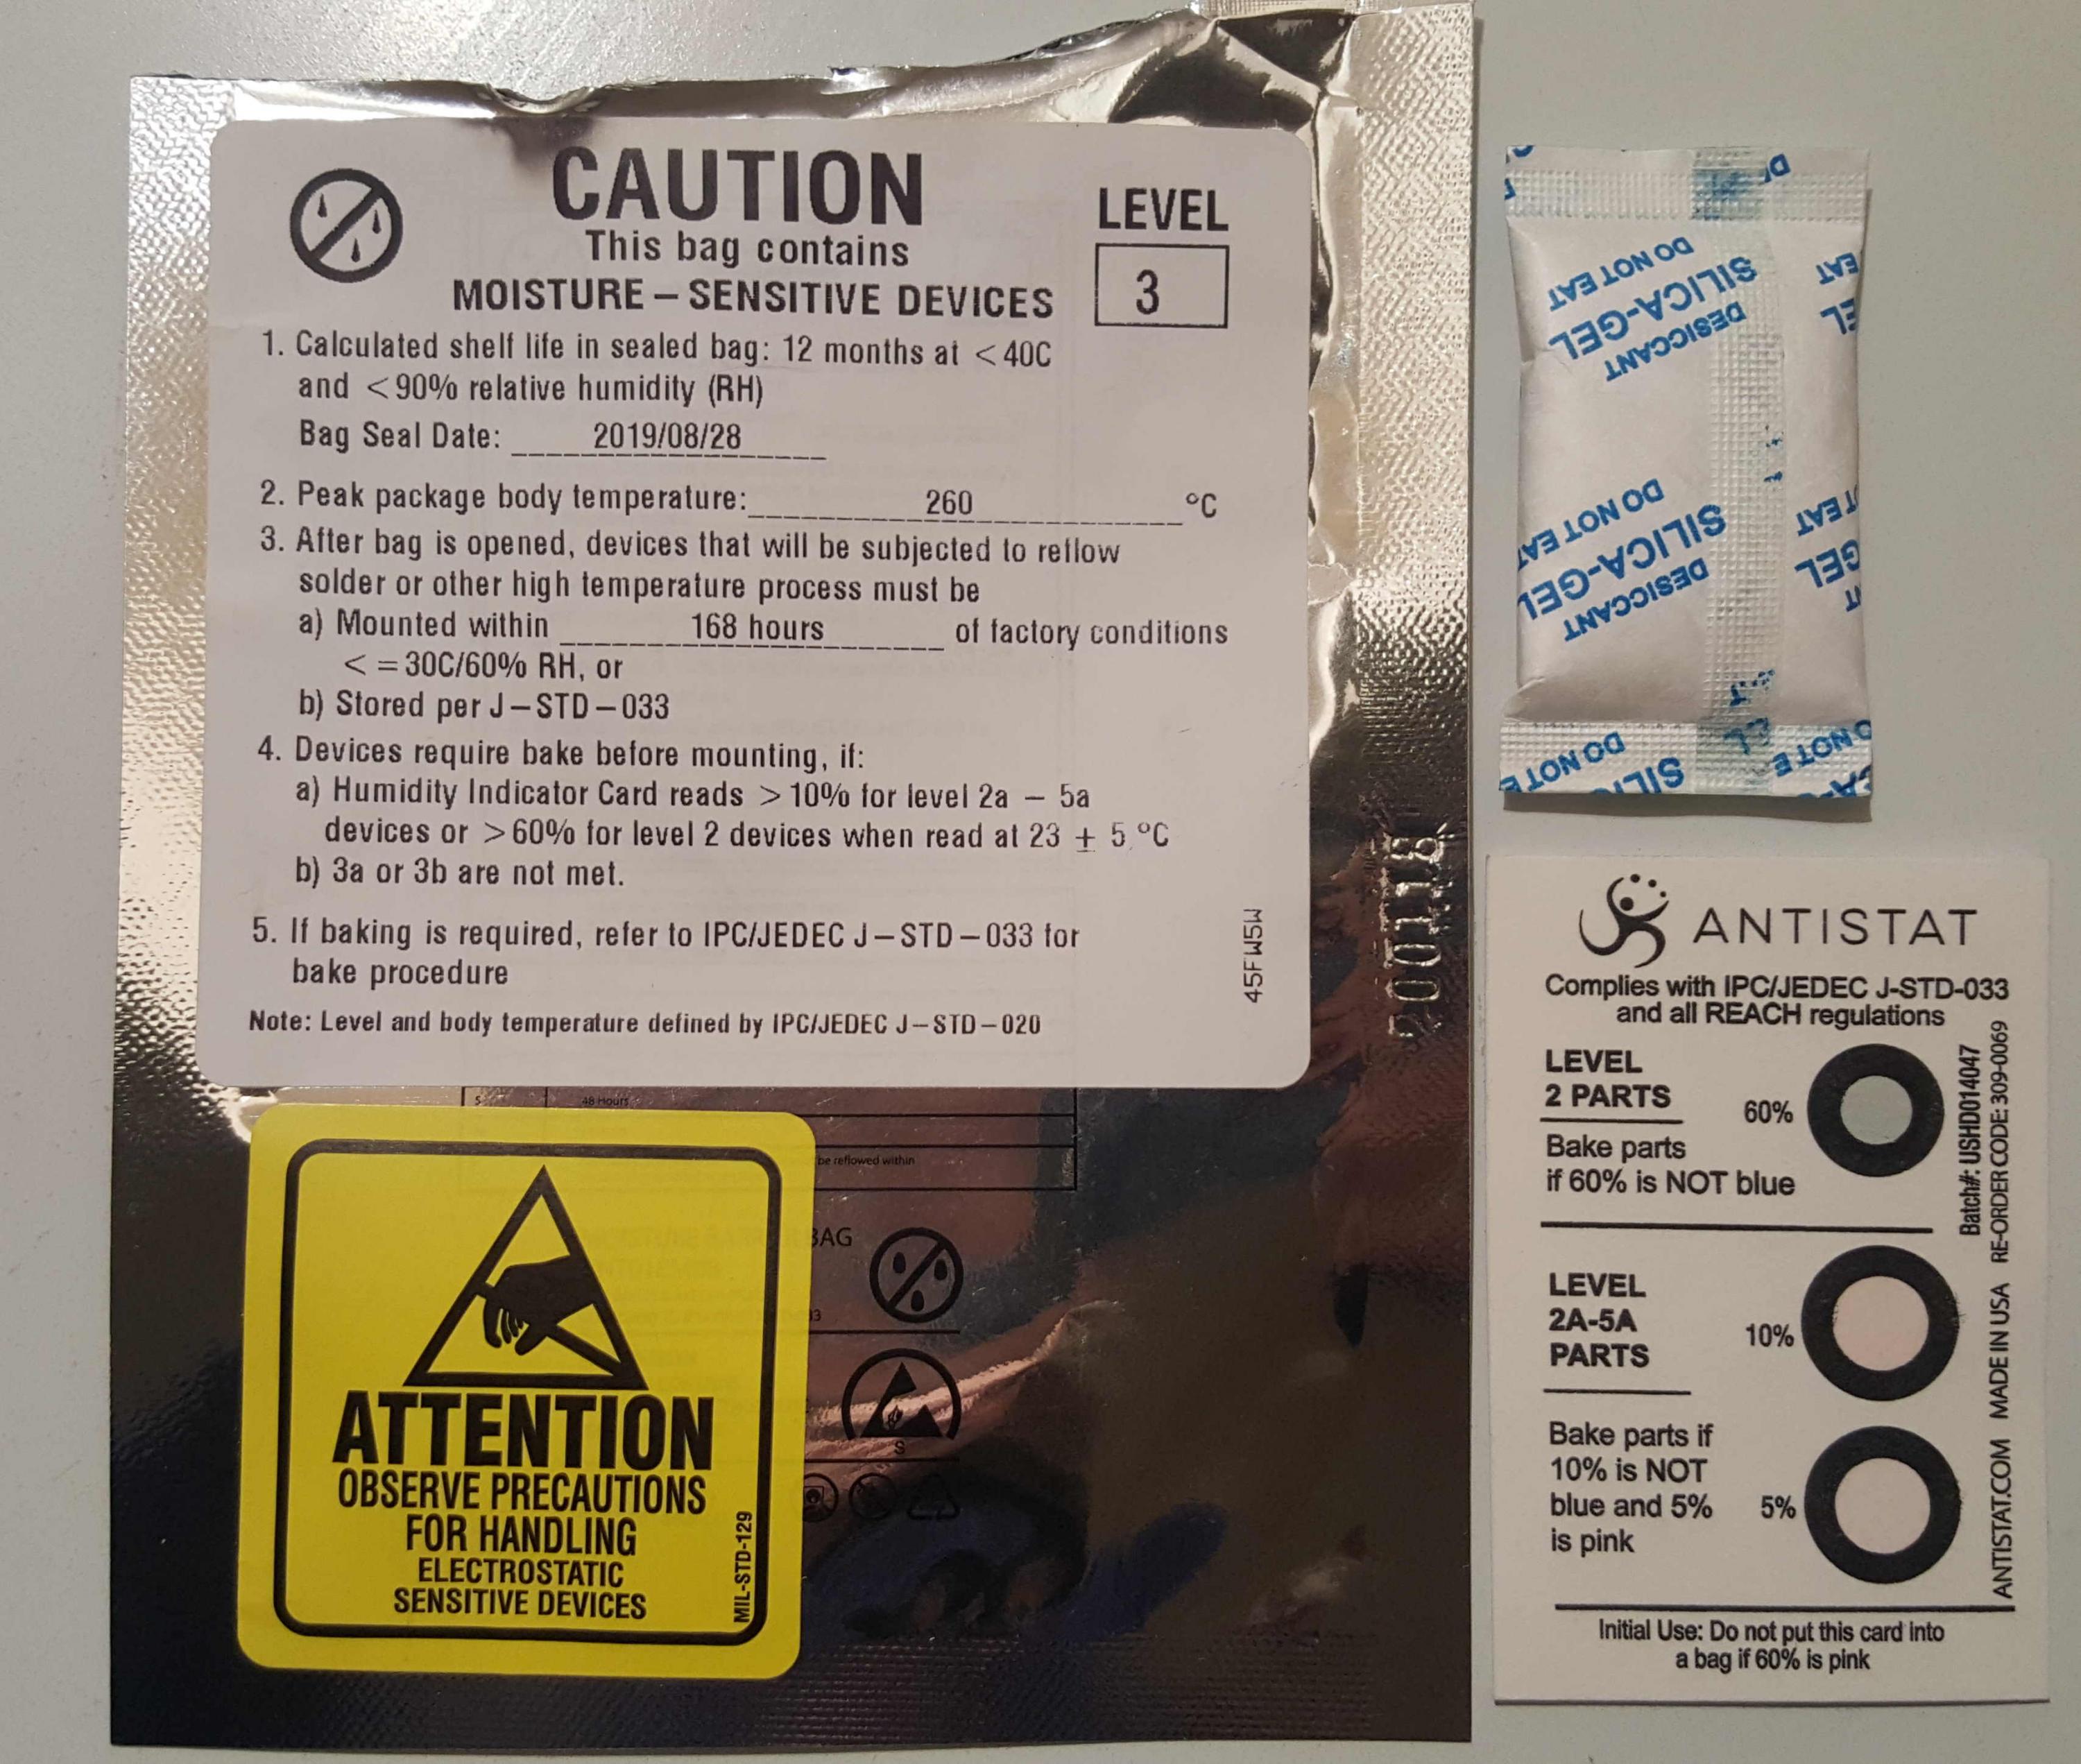 CAUTION
This bag contains
MOISTURE – SENSITIVE DEVICES
LEVEL
3
1. Calculated shelf life in sealed bag: 12 months at <40C
and <90% relative humidity (RH)
Bag Seal Date: 2019/08/28
2. Peak package body temperature: 260 °C
3. After bag is opened, devices that will be subjected to reflow
solder or other high temperature process must be
a) Mounted within 168 hours of factory conditions
< = 30C/60% RH, or
b) Stored per J–STD–033
4. Devices require bake before mounting, if:
a) Humidity Indicator Card reads >10% for level 2a – 5a
devices or >60% for level 2 devices when read at 23 ± 5 °C
b) 3a or 3b are not met.
5. If baking is required, refer to IPC/JEDEC J–STD–033 for
bake procedure
Note: Level and body temperature defined by IPC/JEDEC J–STD–020
45FW5W
5 48 Hours
be reflowed within
BAG
S
ATTENTION
OBSERVE PRECAUTIONS
FOR HANDLING
ELECTROSTATIC
SENSITIVE DEVICES
MIL-STD-129
DESICCANT
SILICA-GEL
DO NOT EAT
DESICCANT
SILICA-GEL
DO NOT EAT
ANTISTAT
Complies with IPC/JEDEC J-STD-033
and all REACH regulations
LEVEL
2 PARTS
60%
Bake parts
if 60% is NOT blue
LEVEL
2A-5A
PARTS
10%
Bake parts if
10% is NOT
blue and 5%
is pink
5%
Initial Use: Do not put this card into
a bag if 60% is pink
Batch#: USHD014047
ANTISTAT.COM MADE IN USA RE-ORDER CODE: 309-0069